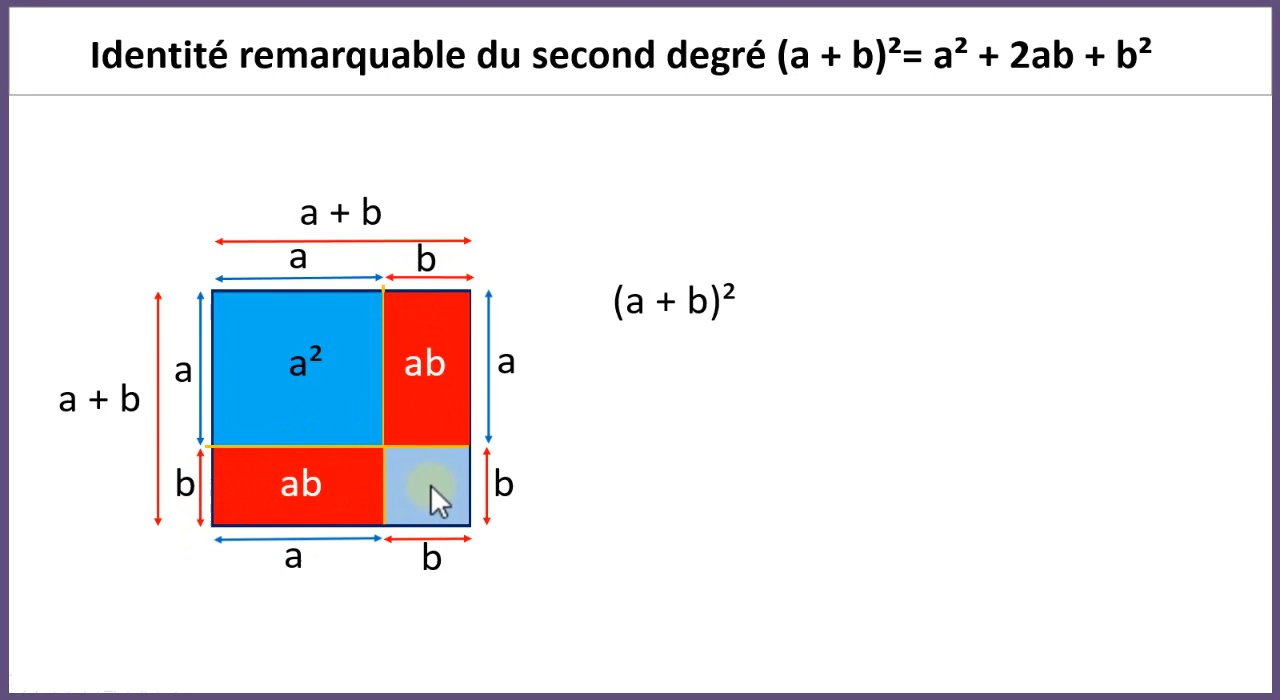 Identité remarquable du second degré (a + b)²= a² + 2ab + b²
a + b
a b
(a + b)²
a² ab
a a
a + b
b ab b
a b